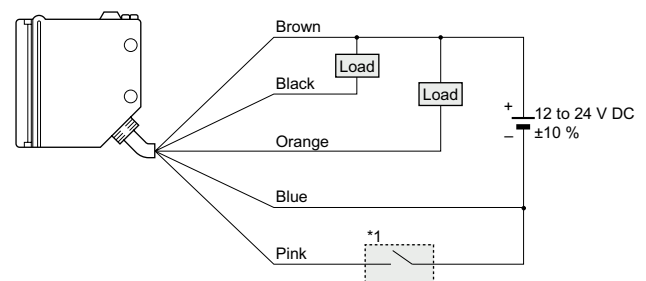 Brown
Load
Black
Load
+
12 to 24 V DC
–
±10 %
Orange
Blue
*1
Pink